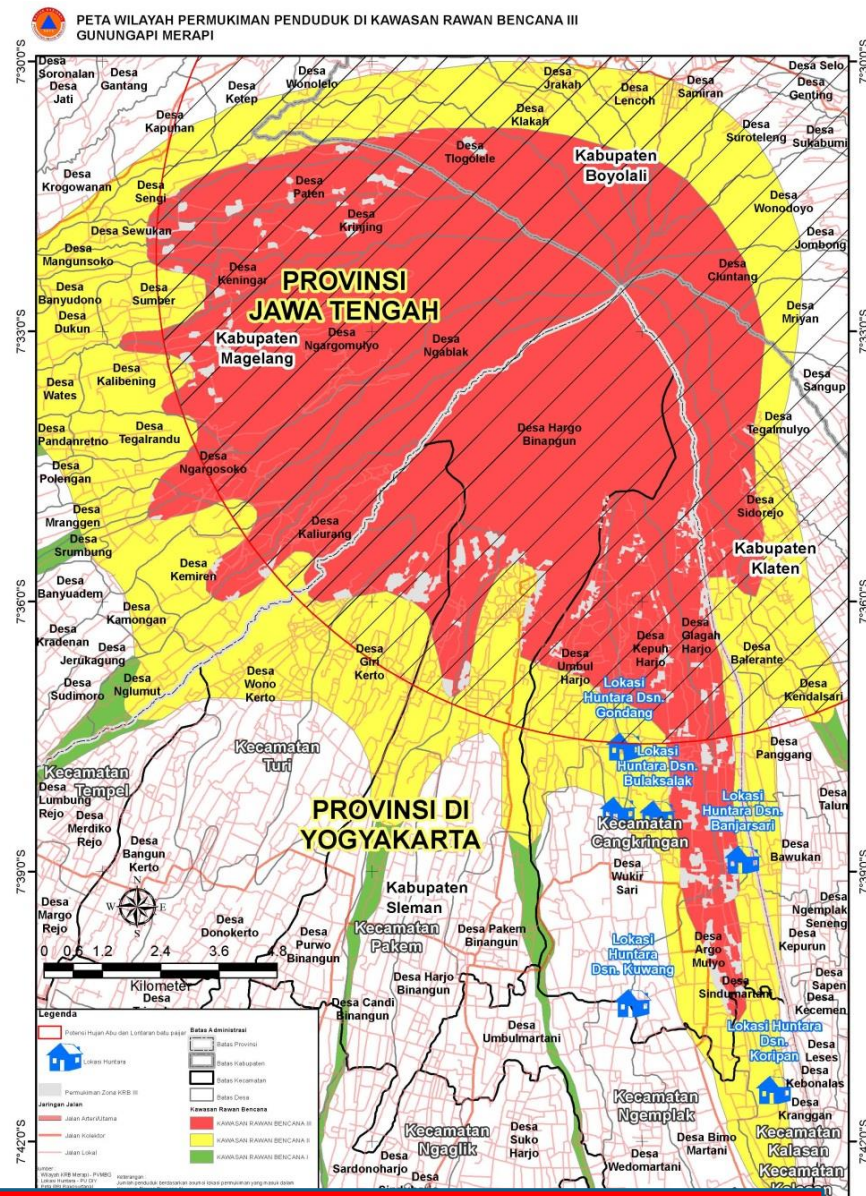 PETA WILAYAH PERMUKIMAN PENDUDUK DI KAWASAN RAWAN BENCANA III
GUNUNGAPI MERAPI
7°30'0"S
7°30'0"S
Desa
Soronalan
Desa
Gantang
Desa
Jati
Desa
Ketep
Desa
Wonolelo
Desa
Jrakah
Desa
Lencoh
Desa
Samiran
Desa Selo
Desa
Genting
Desa
Kapuhan
Desa
Klakah
Desa
Suroteleng
Desa
Sukabumi
Desa
Tlogolele
Kabupaten
Boyolali
Desa
Krogowanan
Desa
Sengi
Desa
Paten
Desa
Krinjing
Desa
Wonodoyo
Desa Sewukan
Desa
Jombong
Desa
Mangunsoko
Desa
Keningar
PROVINSI
JAWA TENGAH
Desa
Cluntang
Desa
Banyudono
Desa
Sumber
Desa
Dukun
Desa
Mriyan
7°33'0"S
7°33'0"S
Kabupaten
Magelang
Desa
Ngargomulyo
Desa
Ngablak
Desa
Kalibening
Desa
Wates
Desa
Sangup
Desa
Pandanretno
Desa
Tegalrandu
Desa Hargo
Binangun
Desa
Tegalmulyo
Desa
Polengan
Desa
Ngargosoko
Desa
Mranggen
Desa
Sidorejo
Desa
Srumbung
Desa
Kaliurang
Kabupaten
Klaten
Desa
Kemiren
Desa
Banyuadem
7°36'0"S
7°36'0"S
Desa
Kamongan
Desa
Kradenan
Desa
Jerukagung
Desa
Giri
Kerto
Desa
Umbul
Harjo
Desa
Kepuh
Harjo
Desa
Glagah
Harjo
Desa
Balerante
Desa
Sudimoro
Desa
Nglumut
Desa
Wono
Kerto
Desa
Kendalsari
Lokasi
Huntara Dsn.
Gondang
Kecamatan
Turi
Lokasi
Huntara Dsn.
Bulaksalak
Desa
Panggang
Kecamatan
Tempel
Desa
Lumbung
Rejo
Desa
Merdiko
Rejo
PROVINSI DI
YOGYAKARTA
Lokasi
Huntara Dsn.
Banjarsari
Desa
Talun
Kecamatan
Cangkringan
Desa
Bangun
Kerto
Desa
Bawukan
7°39'0"S
7°39'0"S
Desa
Wukir
Sari
Kabupaten
Sleman
N
W
E
S
Desa
Margo
Rejo
Desa
Donokerto
Desa
Purwo
Binangun
Kecamatan
Pakem
Desa Pakem
Binangun
Desa
Ngemplak
Seneng
Desa
Kepurun
Lokasi
Huntara
Dsn. Kuwang
Desa
Argo
Mulyo
0 0.6 1.2 2.4 3.6 4.8
Kilometer
Desa Harjo
Binangun
Desa
Sapen
Desa
Kecemen
Desa
Sindumartani
Desa
Desa Candi
Binangun
Desa
Umbulmartani
Lokasi Huntara
Dsn.
Koripan
Desa
Leses
Desa
Kebonalas
Desa
Kranggan
Kecamatan
Ngemplak
Kecamatan
Ngaglik
Desa
Suko
Harjo
Desa Bimo
Martani
Kecamatan
Kalasan
Kecamatan
Desa
Sardonoharjo
Desa
Wedomartani
7°42'0"S
7°42'0"S
Legenda
Potensi Hujan Abu dan Lontaran batu pijar
Lokasi Huntara
Permukiman Zona KRB III
Jaringan Jalan
Jalan Arteri/Utama
Jalan Kolektor
Jalan Lokal
Batas Administrasi
Batas Provinsi
Batas Kabupaten
Batas Kecamatan
Batas Desa
Kawasan Rawan Bencana
KAWASAN RAWAN BENCANA III
KAWASAN RAWAN BENCANA II
KAWASAN RAWAN BENCANA I